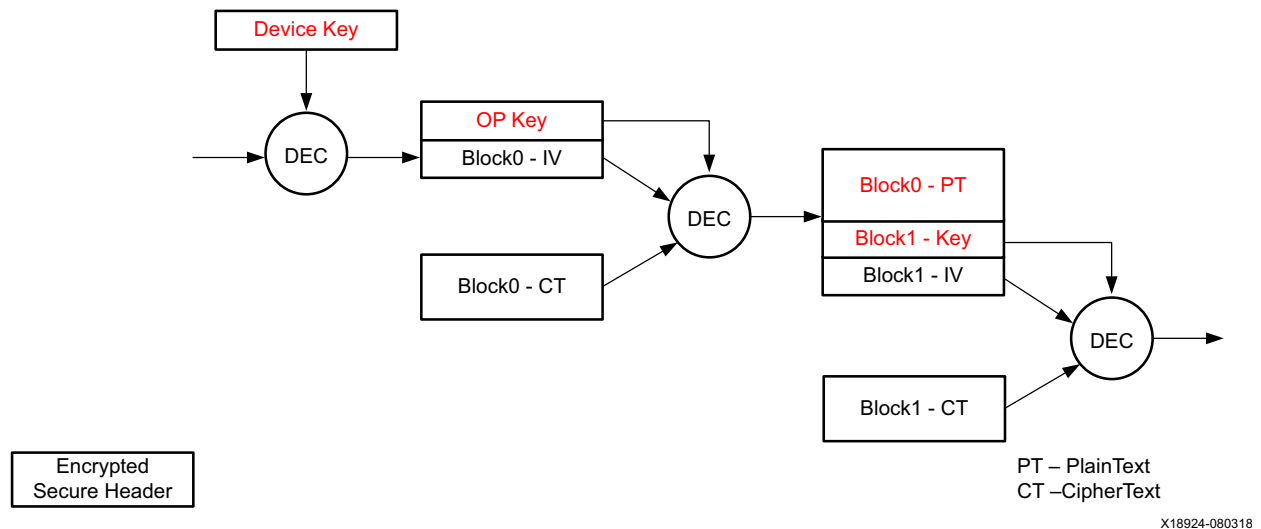 Device Key
DEC
OP Key
Block0 - IV
Block0 - CT
DEC
Block0 - PT
Block1 - Key
Block1 - IV
Block1 - CT
DEC
Encrypted
Secure Header
PT – PlainText
CT –CipherText
X18924-080318